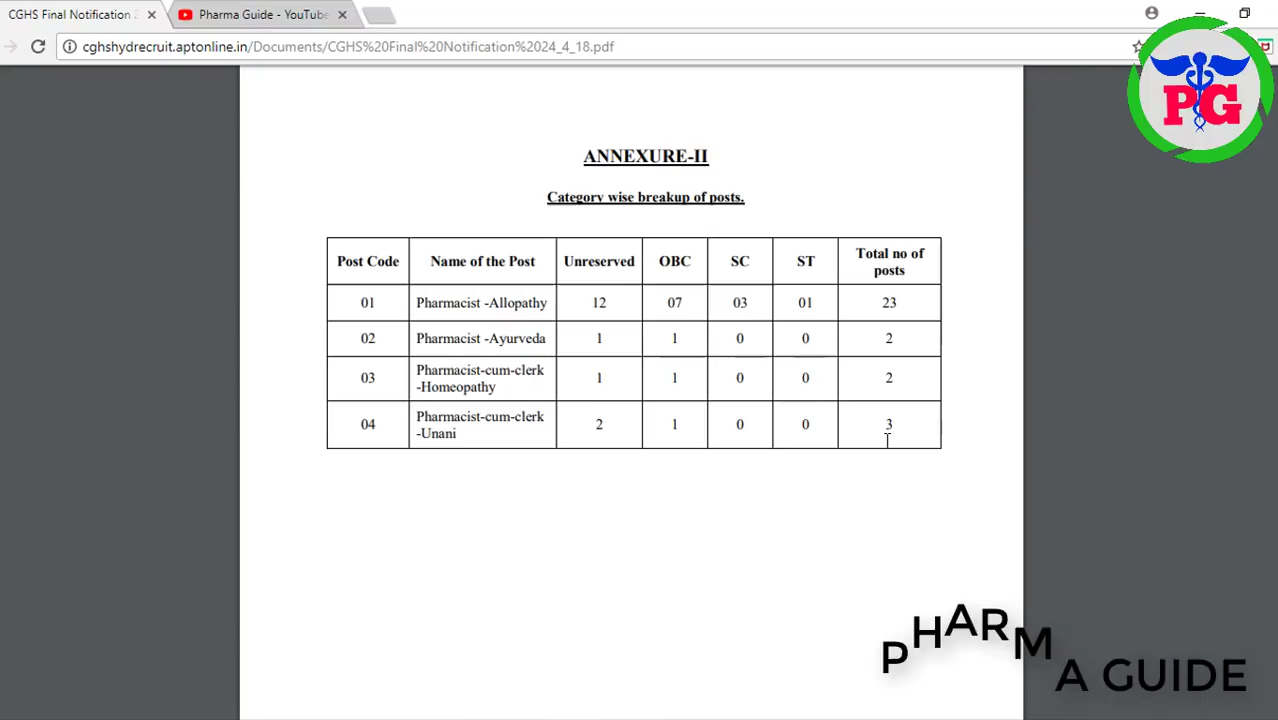 CGHS Final Notification 2
Pharma Guide - YouTube
cghshydrecruit.aptonline.in/Documents/CGHS%20Final%20Notification%2024_4_18.pdf
PG
ANNEXURE-II
Category wise breakup of posts.
Post Code Name of the Post Unreserved OBC SC ST Total no of posts
01 Pharmacist -Allopathy 12 07 03 01 23
02 Pharmacist -Ayurveda 1 1 0 0 2
03 Pharmacist-cum-clerk -Homeopathy 1 1 0 0 2
04 Pharmacist-cum-clerk -Unani 2 1 0 0 3
PHARMA GUIDE